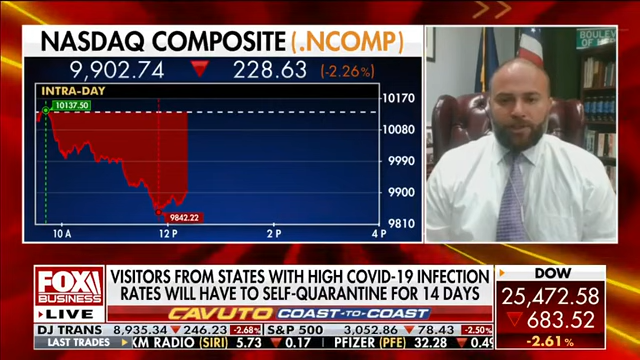 NASDAQ COMPOSITE (.NCOMP)
9,902.74 ▼ 228.63 (-2.26%)
INTRA-DAY
10137.50
10170
10080
9990
9900
9842.22
9810
10 A 12 P 2 P 4 P
BOULEV
FOX
BUSINESS
LIVE
VISITORS FROM STATES WITH HIGH COVID-19 INFECTION
RATES WILL HAVE TO SELF-QUARANTINE FOR 14 DAYS
CAVUTO COAST-TO-COAST
DOW
25,472.58
▼ 683.52
-2.61%
DJ TRANS 8,935.34 ▼ 246.23 -2.68% S&P 500 3,052.86 ▼ 78.43 -2.50%
LAST TRADES XM RADIO (SIRI) 5.73 ▼ 0.17 PFIZER (PFE) 32.28 ▼ 0.49